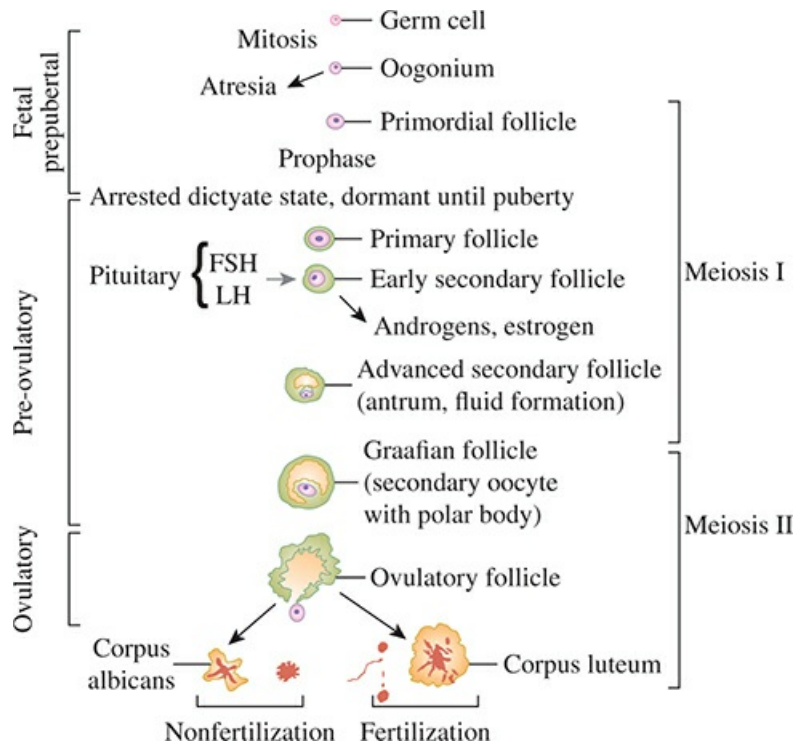 Germ cell
Mitosis
Oogonium
Atresia
Fetal
prepubertal
Primordial follicle
Prophase
Arrested dictyate state, dormant until puberty
Primary follicle
Pituitary { FSH
LH
Early secondary follicle
Meiosis I
Androgens, estrogen
Pre-ovulatory
Advanced secondary follicle
(antrum, fluid formation)
Graafian follicle
(secondary oocyte
with polar body)
Meiosis II
Ovulatory
Ovulatory follicle
Corpus
albicans
Corpus luteum
Nonfertilization
Fertilization